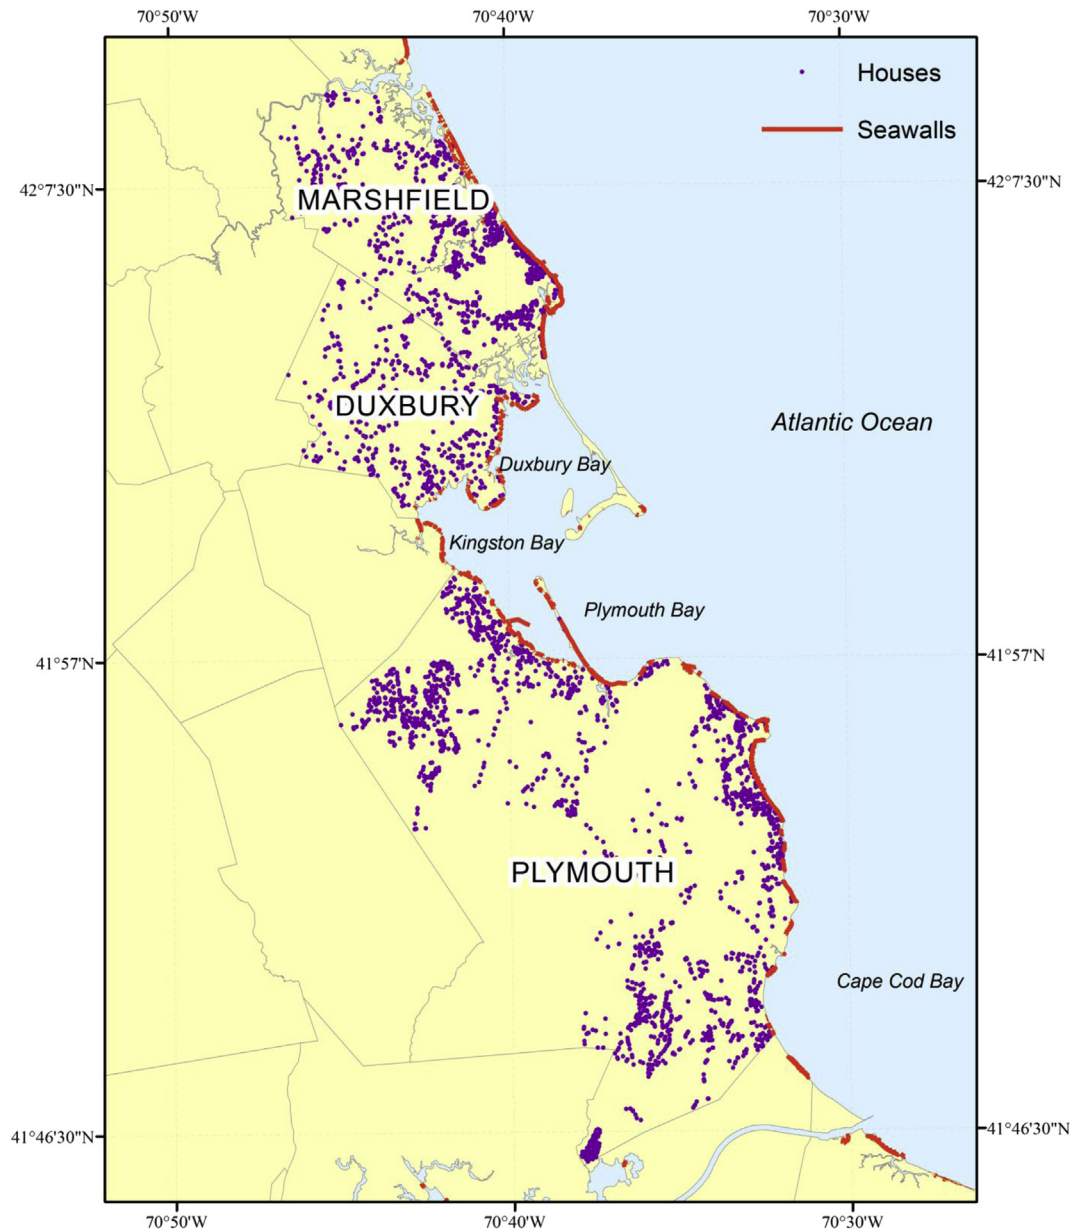 70°50'W 70°40'W 70°30'W
Houses
Seawalls
42°7'30"N 42°7'30"N
MARSHFIELD
DUXBURY
Atlantic Ocean
Duxbury Bay
Kingston Bay
Plymouth Bay
41°57'N 41°57'N
PLYMOUTH
Cape Cod Bay
41°46'30"N 41°46'30"N
70°50'W 70°40'W 70°30'W